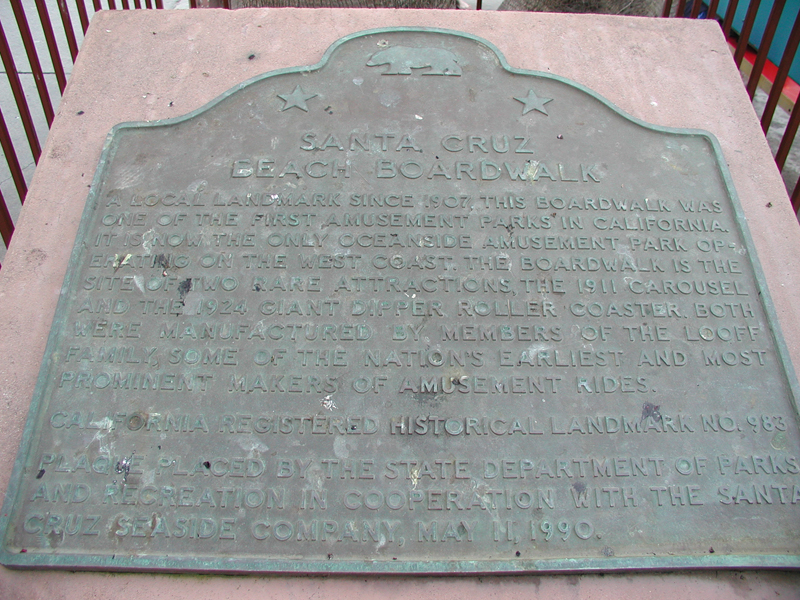 SANTA CRUZ
BEACH BOARDWALK
A LOCAL LANDMARK SINCE 1907, THIS BOARDWALK WAS
ONE OF THE FIRST AMUSEMENT PARKS IN CALIFORNIA.
IT IS NOW THE ONLY OCEANSIDE AMUSEMENT PARK OP-
ERATING ON THE WEST COAST. THE BOARDWALK IS THE
SITE OF TWO RARE ATTRACTIONS, THE 1911 CAROUSEL
AND THE 1924 GIANT DIPPER ROLLER COASTER. BOTH
WERE MANUFACTURED BY MEMBERS OF THE LOOFF
FAMILY, SOME OF THE NATION'S EARLIEST AND MOST
PROMINENT MAKERS OF AMUSEMENT RIDES.
CALIFORNIA REGISTERED HISTORICAL LANDMARK NO. 983
PLAQUE PLACED BY THE STATE DEPARTMENT OF PARKS
AND RECREATION IN COOPERATION WITH THE SANTA
CRUZ SEASIDE COMPANY, MAY 11, 1990.